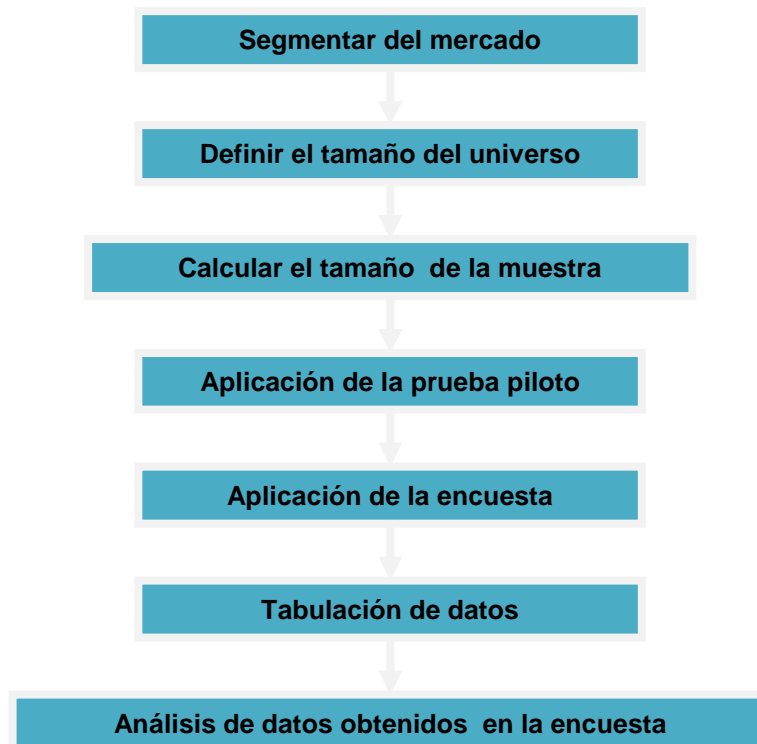 Segmentar del mercado
Definir el tamaño del universo
Calcular el tamaño de la muestra
Aplicación de la prueba piloto
Aplicación de la encuesta
Tabulación de datos
Análisis de datos obtenidos en la encuesta